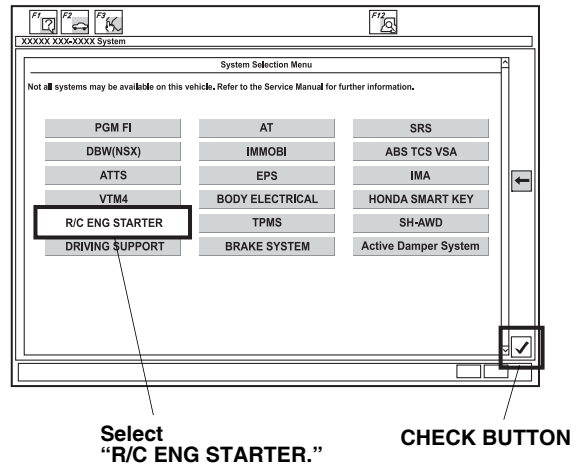 F1 F2 F3 F12
XXXXX XXX-XXXX System
System Selection Menu
Not all systems may be available on this vehicle. Refer to the Service Manual for further information.
PGM FI AT SRS
DBW(NSX) IMMOBI ABS TCS VSA
ATTS EPS IMA
VTM4 BODY ELECTRICAL HONDA SMART KEY
R/C ENG STARTER TPMS SH-AWD
DRIVING SUPPORT BRAKE SYSTEM Active Damper System
Select
“R/C ENG STARTER.”
CHECK BUTTON